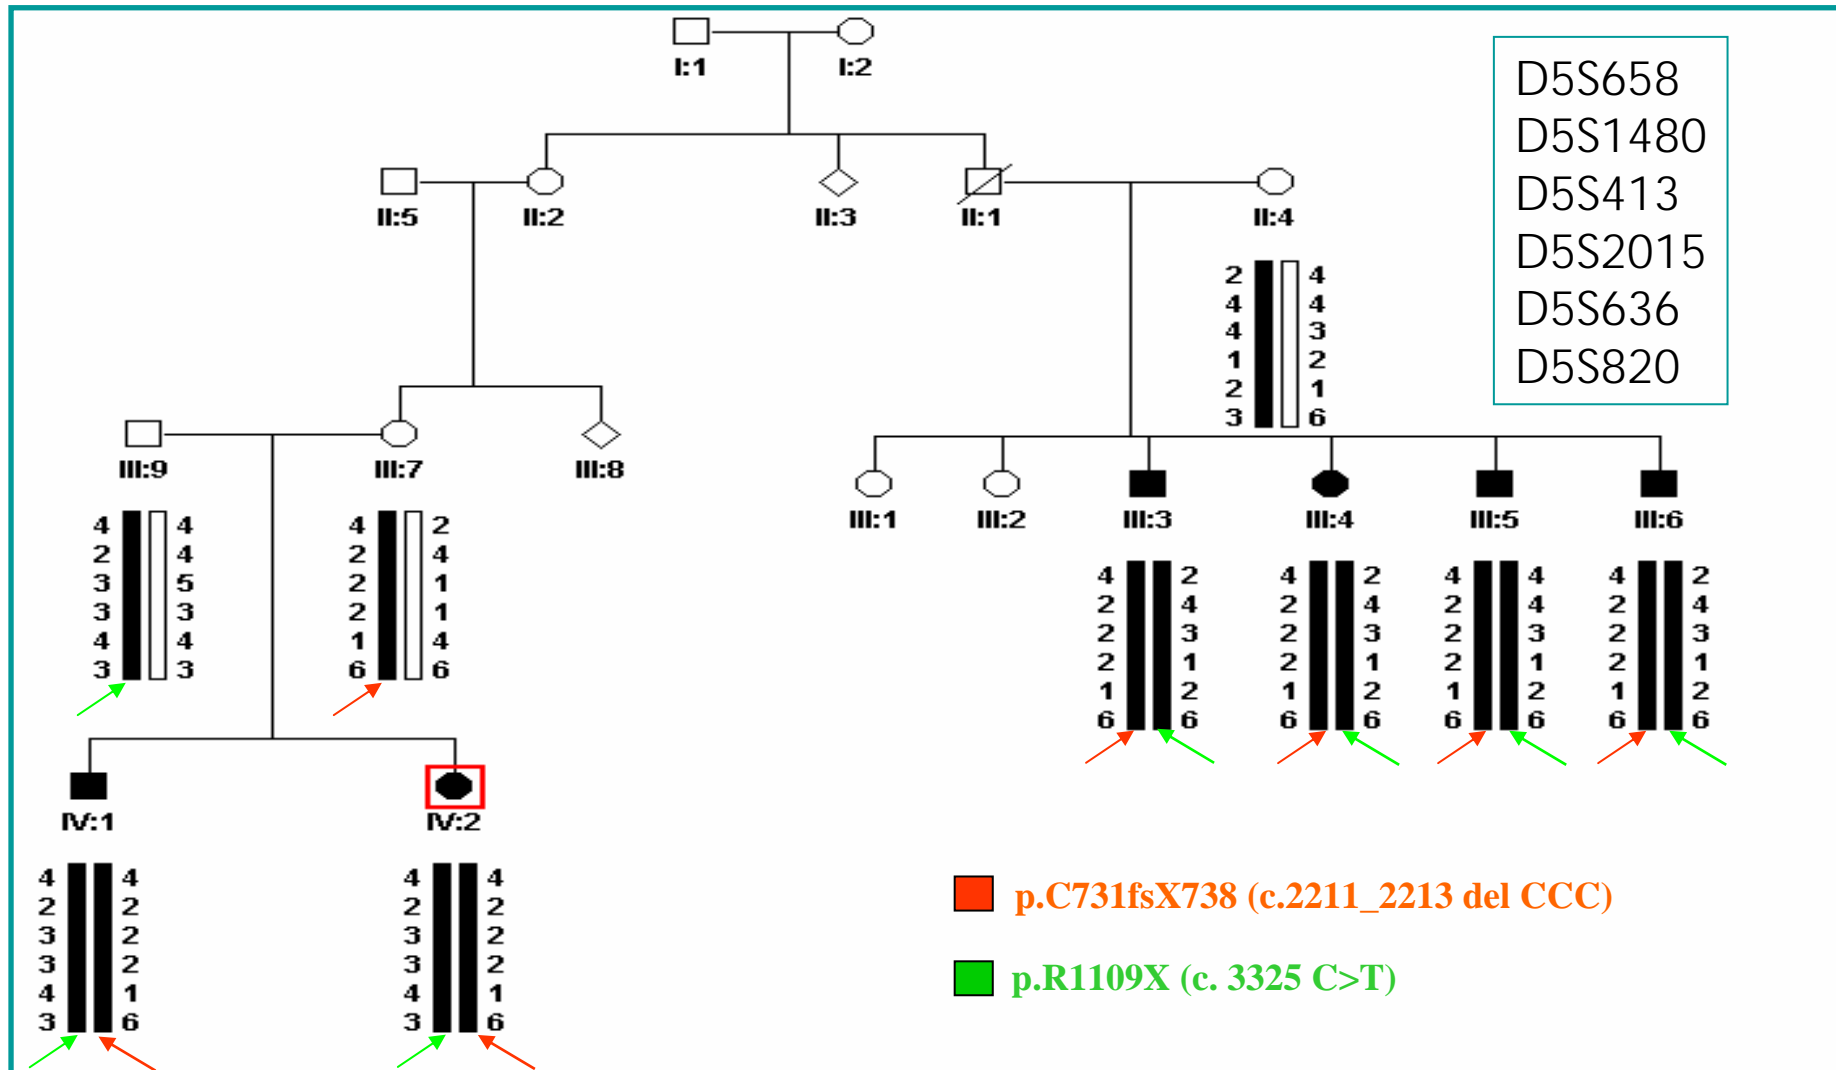 I:1 I:2
D5S658
D5S1480
D5S413
D5S2015
D5S636
D5S820
II:5 II:2 II:3 II:1 II:4
2 4
4 4
4 3
1 2
2 1
3 6
III:9 III:7 III:8
III:1 III:2 III:3 III:4 III:5 III:6
4 4 4 2
2 4 2 4
3 5 2 1
3 3 2 1
4 4 1 4
3 3 6 6
4 2 4 2 4 4 4 2
2 4 2 4 2 4 2 4
2 3 2 3 2 3 2 3
2 1 2 1 2 1 2 1
1 2 1 2 1 2 1 2
6 6 6 6 6 6 6 6
IV:1 IV:2
4 4 4 4
2 2 2 2
3 2 3 2
3 2 3 2
4 1 4 1
3 6 3 6
p.C731fsX738 (c.2211_2213 del CCC)
p.R1109X (c. 3325 C>T)